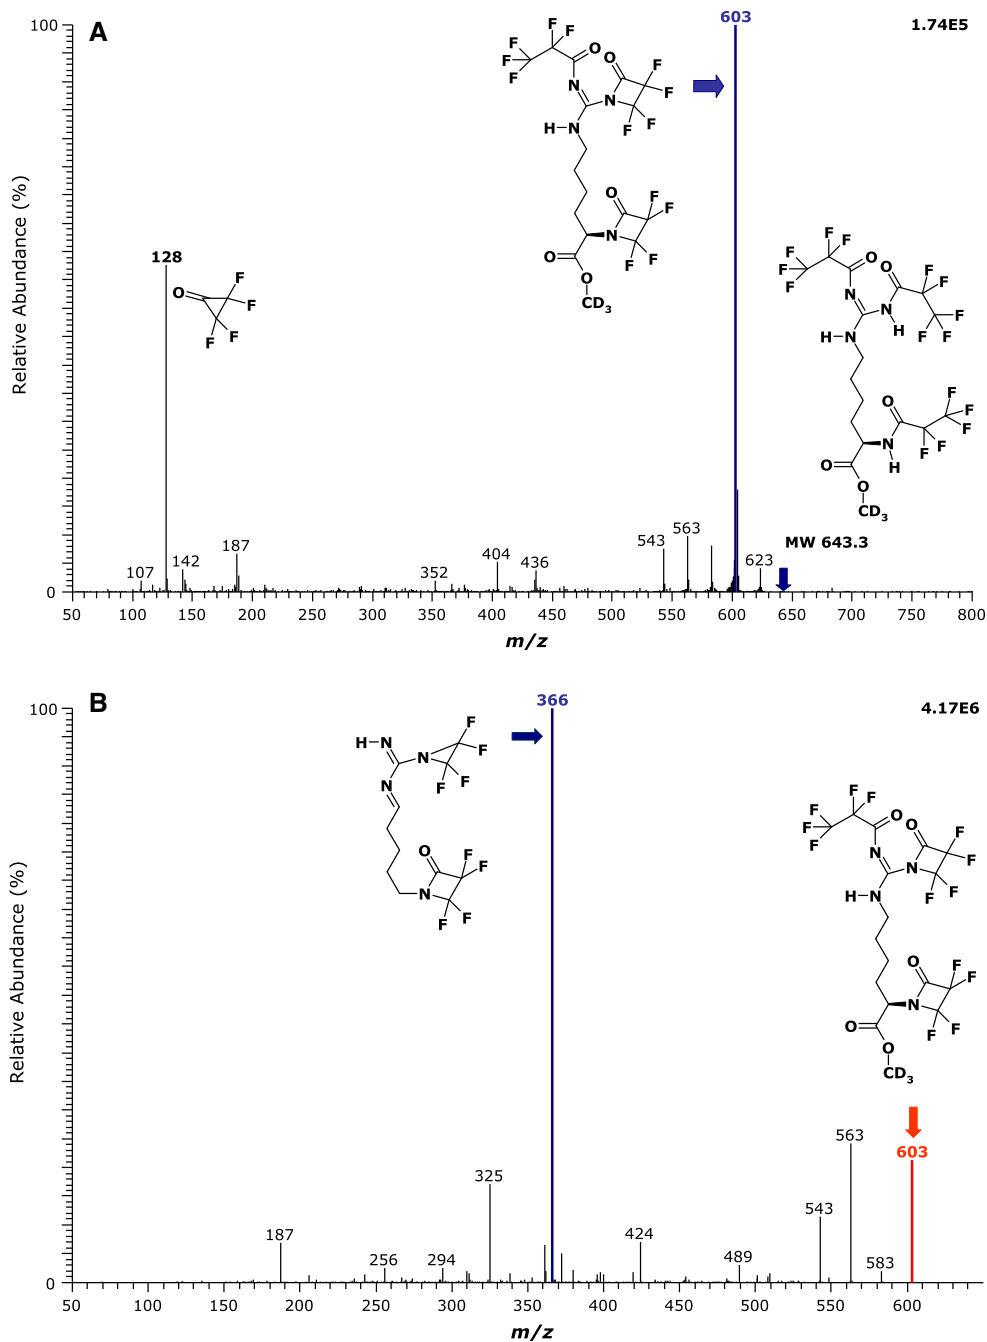 A
100
603
1.74E5
F
F
F
O
O
F
F
F
F
N
N
F
H
N
F
F
O
F
F
N
F
F
O
O
CD3
128
O
F
F
F
F
F
F
F
F
O
O
F
F
F
N
N
F
H
N
H
F
F
F
O
F
F
F
N
F
F
O
H
O
CD3
MW 643.3
107
142
187
352
404
436
543
563
623
0
50
100
150
200
250
300
350
400
450
500
550
600
650
700
750
800
m/z
Relative Abundance (%)
B
100
366
4.17E6
H
N
N
F
F
F
F
N
O
F
F
N
F
F
F
F
F
F
F
O
O
F
F
N
N
F
F
H
N
O
F
F
N
F
F
O
O
CD3
187
256
294
325
424
489
543
563
583
603
0
50
100
150
200
250
300
350
400
450
500
550
600
m/z
Relative Abundance (%)